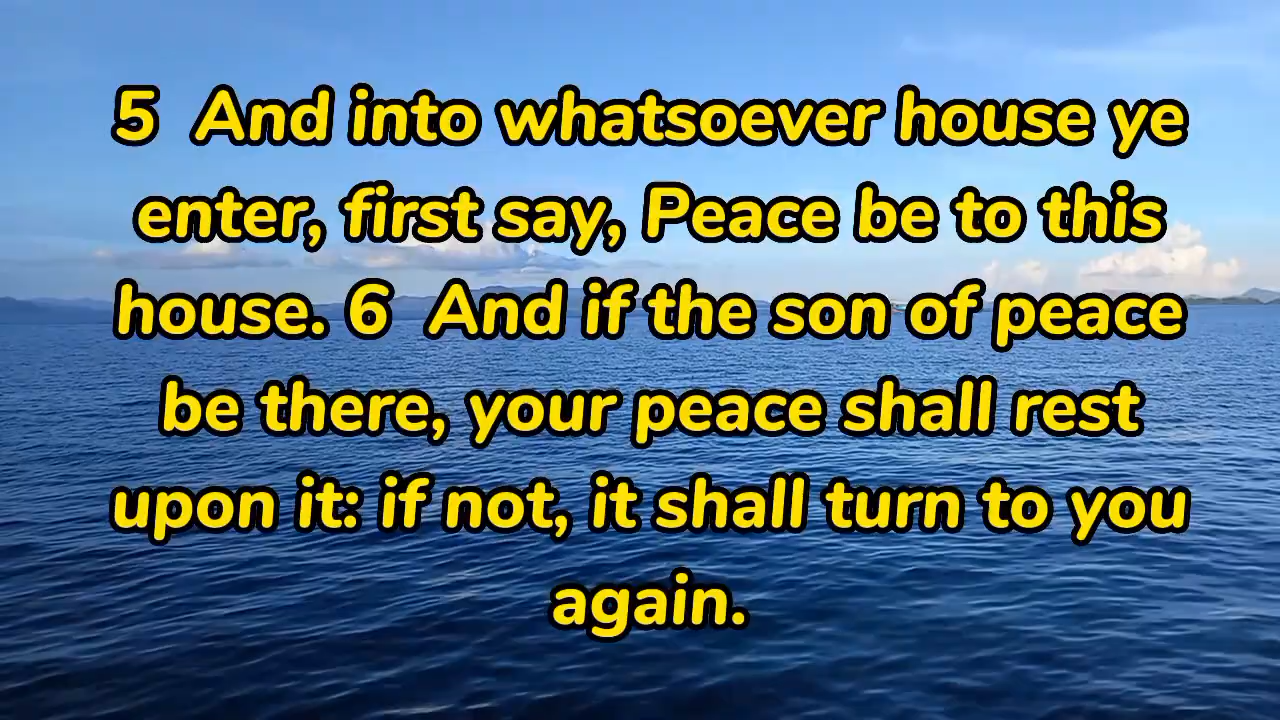 5  And into whatsoever house ye
enter, first say, Peace be to this
house. 6  And if the son of peace
be there, your peace shall rest
upon it: if not, it shall turn to you
again.